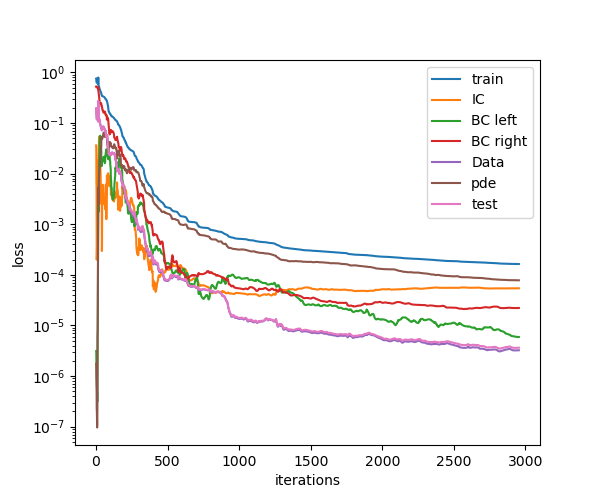 10^0
10^-1
10^-2
10^-3
10^-4
10^-5
10^-6
10^-7
loss
0 500 1000 1500 2000 2500 3000
iterations
train
IC
BC left
BC right
Data
pde
test